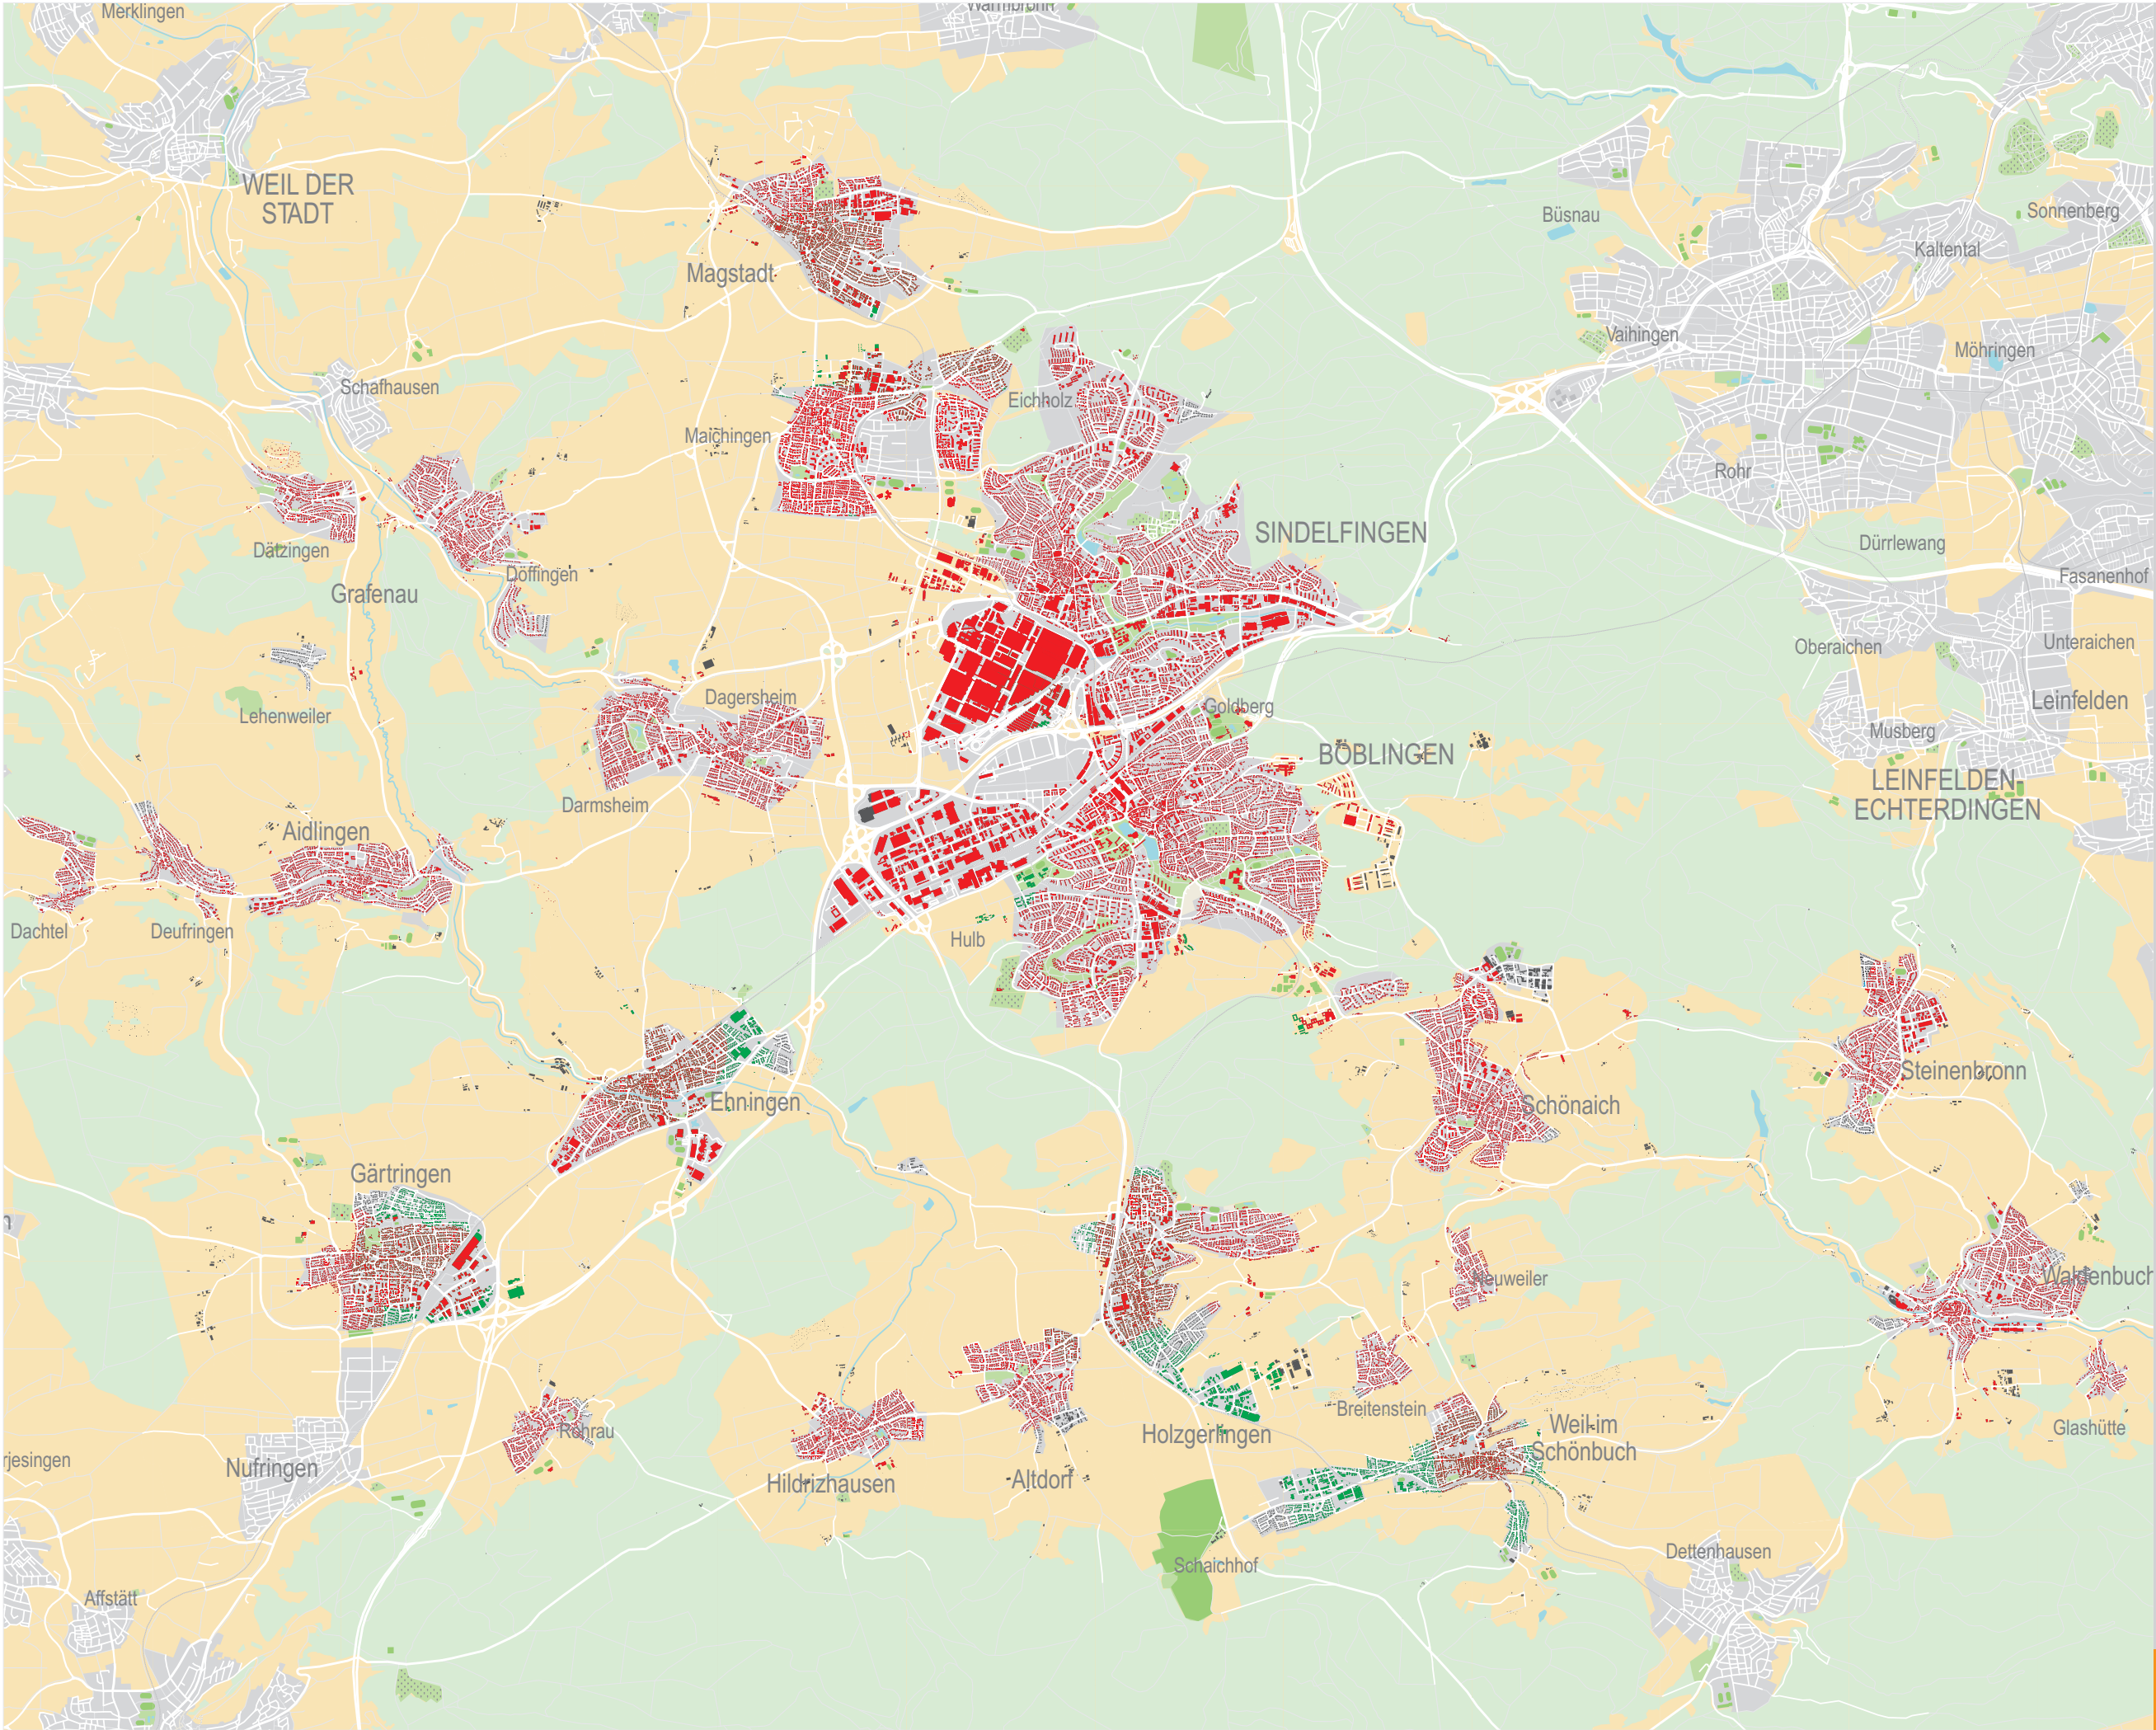 Merklingen
Warmbronn
WEIL DER
STADT
Büsnau
Sonnenberg
Kaltental
Magstadt
Vaihingen
Möhringen
Schafhausen
Eichholz
Maichingen
Rohr
SINDELFINGEN
Dürrlewang
Dätzingen
Döffingen
Fasanenhof
Grafenau
Oberaichen
Unteraichen
Dagersheim
Goldberg
Leinfelden
Lehenweiler
Musberg
BÖBLINGEN
LEINFELDEN-
ECHTERDINGEN
Darmsheim
Aidlingen
Dachtel
Deufringen
Hulb
Steinenbronn
Ehningen
Schönaich
Gärtringen
n
Neuweiler
Waldenbuch
Breitenstein
Rohrau
Holzgerlingen
Weil im
Schönbuch
Glashütte
rjesingen
Nufringen
Hildrizhausen
Altdorf
Schaichhof
Dettenhausen
Affstätt